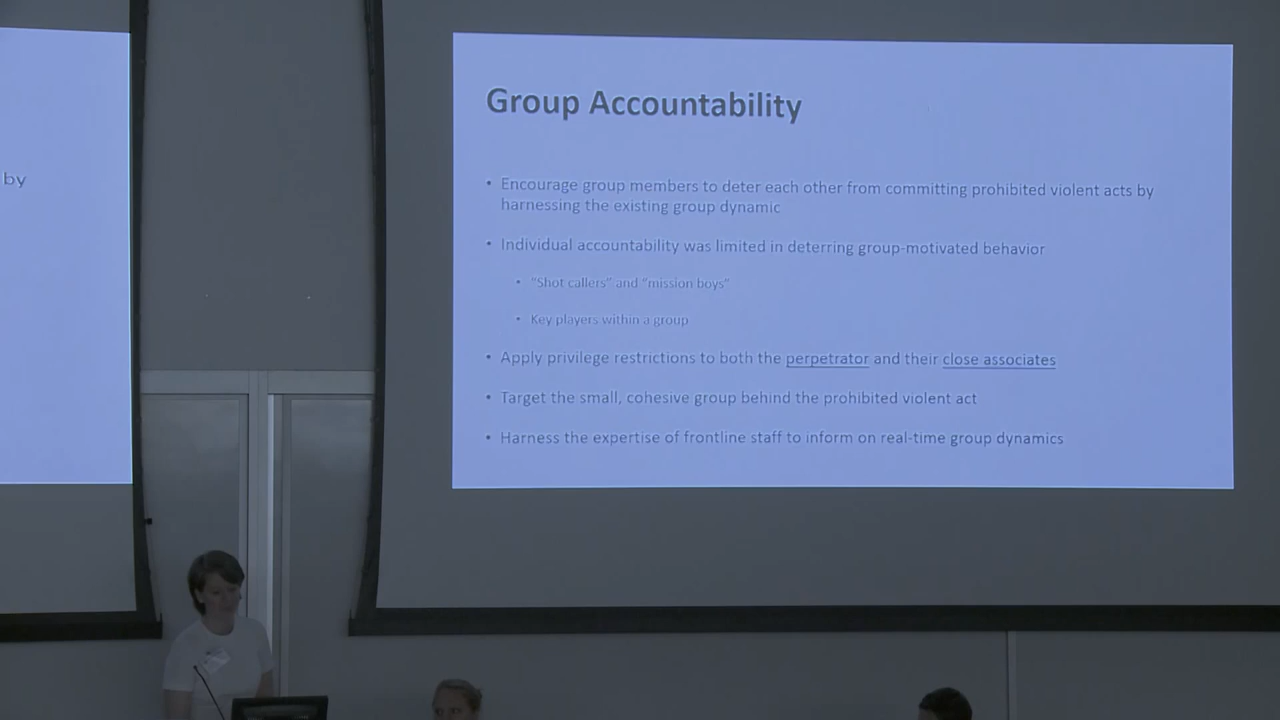 by
Group Accountability
• Encourage group members to deter each other from committing prohibited violent acts by
harnessing the existing group dynamic
• Individual accountability was limited in deterring group-motivated behavior
• "Shot callers" and "mission boys"
• Key players within a group
• Apply privilege restrictions to both the perpetrator and their close associates
• Target the small, cohesive group behind the prohibited violent act
• Harness the expertise of frontline staff to inform on real-time group dynamics